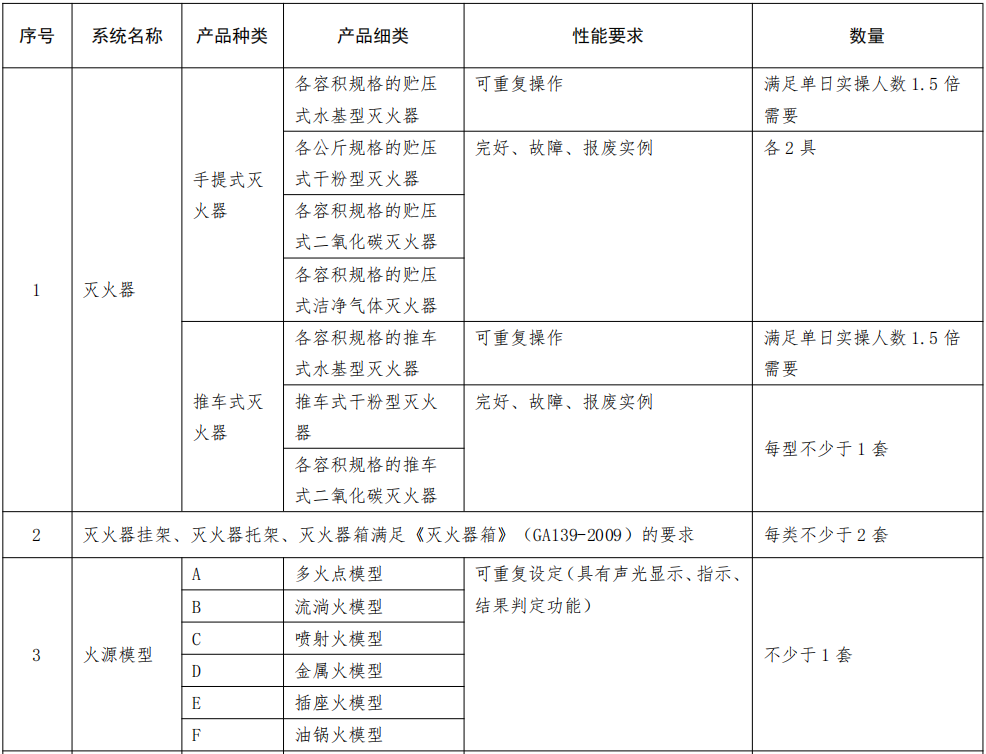 序号 系统名称 产品种类 产品细类 性能要求 数量
1 灭火器
手提式灭
火器
各容积规格的贮压
式水基型灭火器
可重复操作
满足单日实操人数 1.5 倍
需要
各公斤规格的贮压
式干粉型灭火器
完好、故障、报废实例
各 2 具
各容积规格的贮压
式二氧化碳灭火器
各容积规格的贮压
式洁净气体灭火器
推车式灭
火器
各容积规格的推车
式水基型灭火器
可重复操作
满足单日实操人数 1.5 倍
需要
推车式干粉型灭火
器
完好、故障、报废实例
每型不少于 1 套
各容积规格的推车
式二氧化碳灭火器
2 灭火器挂架、灭火器托架、灭火器箱满足《灭火器箱》（GA139-2009）的要求 每类不少于 2 套
3 火源模型
A 多火点模型
可重复设定（具有声光显示、指示、
结果判定功能）
不少于 1 套
B 流淌火模型
C 喷射火模型
D 金属火模型
E 插座火模型
F 油锅火模型